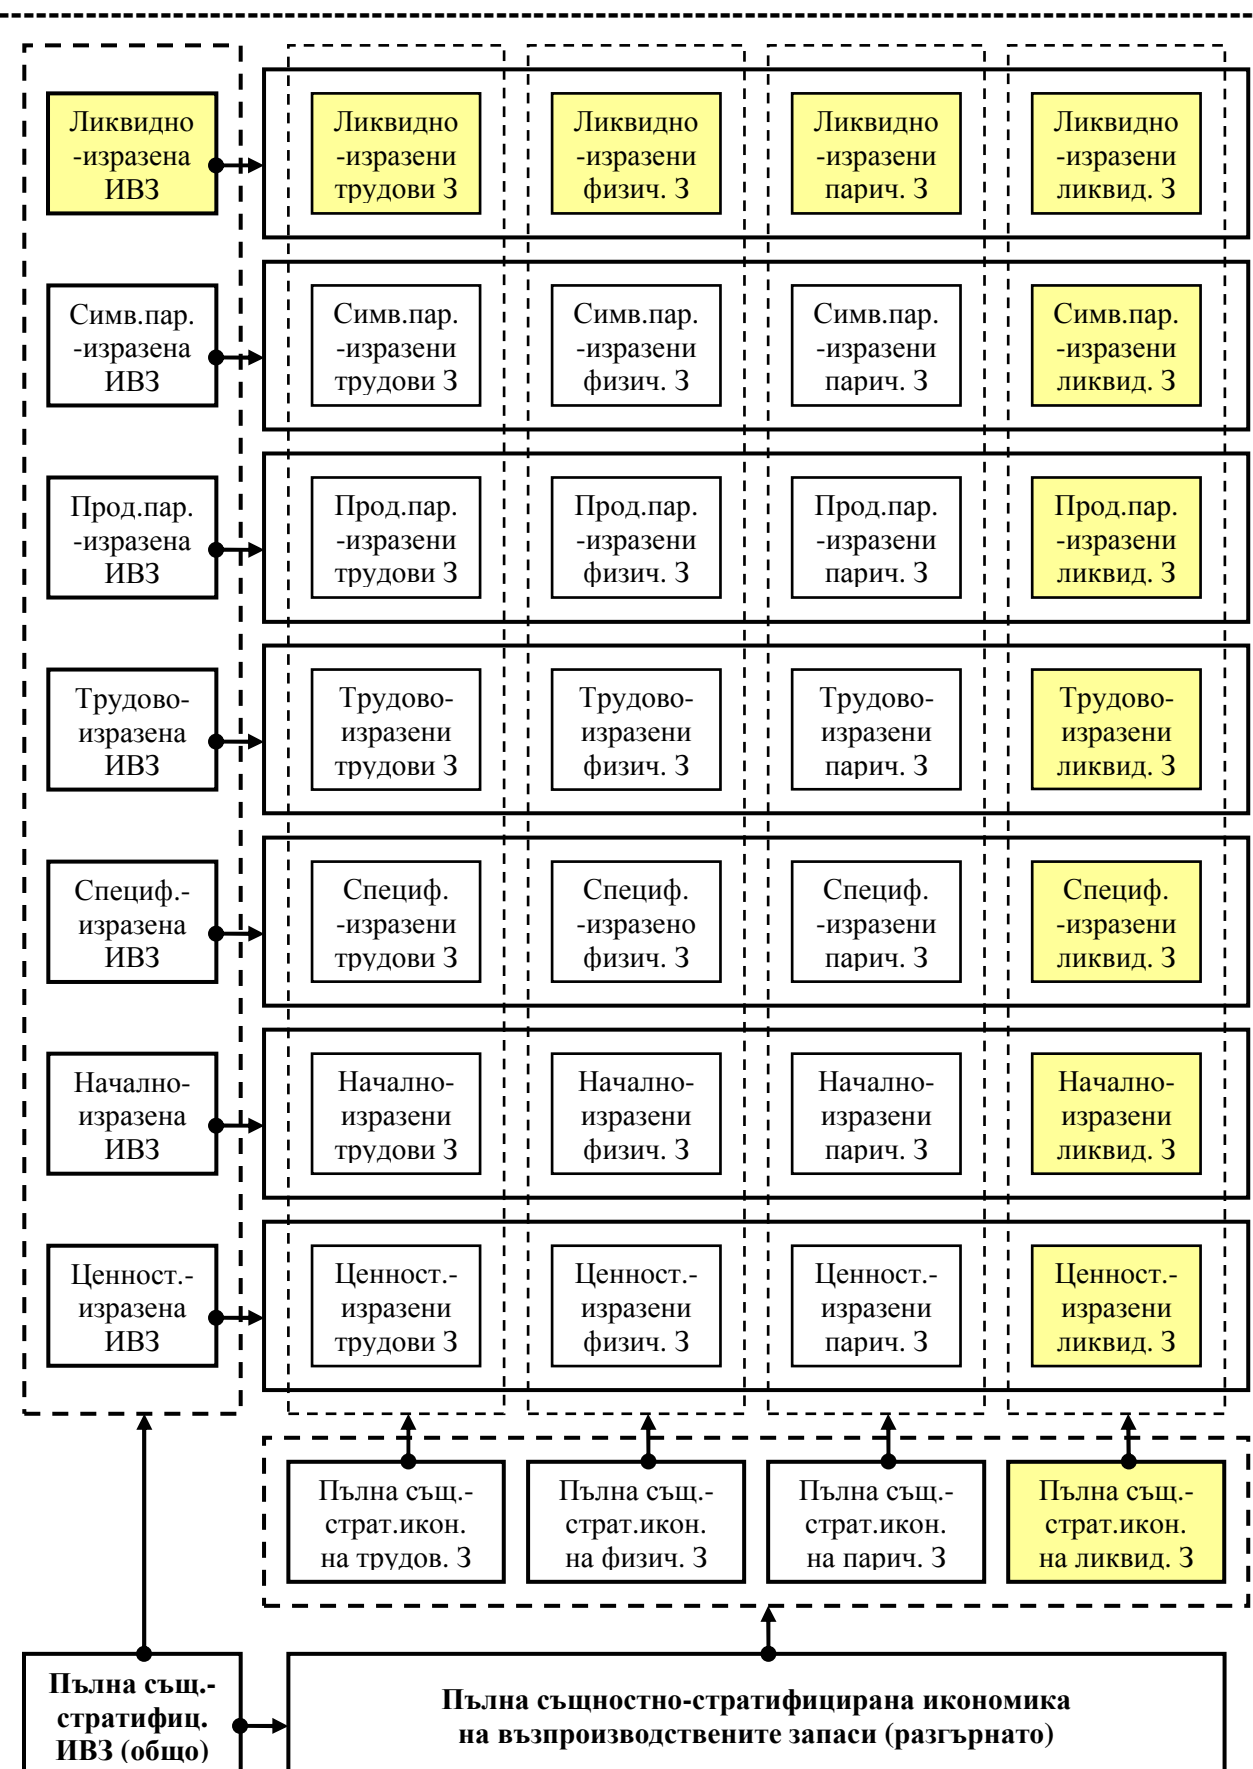 Ликвидно
-изразена
ИВЗ
Ликвидно
-изразени
трудови З
Ликвидно
-изразени
физич. З
Ликвидно
-изразени
парич. З
Ликвидно
-изразени
ликвид. З
Симв.пар.
-изразена
ИВЗ
Симв.пар.
-изразени
трудови З
Симв.пар.
-изразени
физич. З
Симв.пар.
-изразени
парич. З
Симв.пар.
-изразени
ликвид. З
Прод.пар.
-изразена
ИВЗ
Прод.пар.
-изразени
трудови З
Прод.пар.
-изразени
физич. З
Прод.пар.
-изразени
парич. З
Прод.пар.
-изразени
ликвид. З
Трудово-
изразена
ИВЗ
Трудово-
изразени
трудови З
Трудово-
изразени
физич. З
Трудово-
изразени
парич. З
Трудово-
изразени
ликвид. З
Специф.-
изразена
ИВЗ
Специф.
-изразени
трудови З
Специф.
-изразено
физич. З
Специф.
-изразени
парич. З
Специф.
-изразени
ликвид. З
Начално-
изразена
ИВЗ
Начално-
изразени
трудови З
Начално-
изразени
физич. З
Начално-
изразени
парич. З
Начално-
изразени
ликвид. З
Ценност.-
изразена
ИВЗ
Ценност.-
изразени
трудови З
Ценност.-
изразени
физич. З
Ценност.-
изразени
парич. З
Ценност.-
изразени
ликвид. З
Пълна същ.-
страт.икон.
на трудов. З
Пълна същ.-
страт.икон.
на физич. З
Пълна същ.-
страт.икон.
на парич. З
Пълна същ.-
страт.икон.
на ликвид. З
Пълна същ.-
стратифиц.
ИВЗ (общо)
Пълна същностно-стратифицирана икономика
на възпроизводствените запаси (разгърнато)